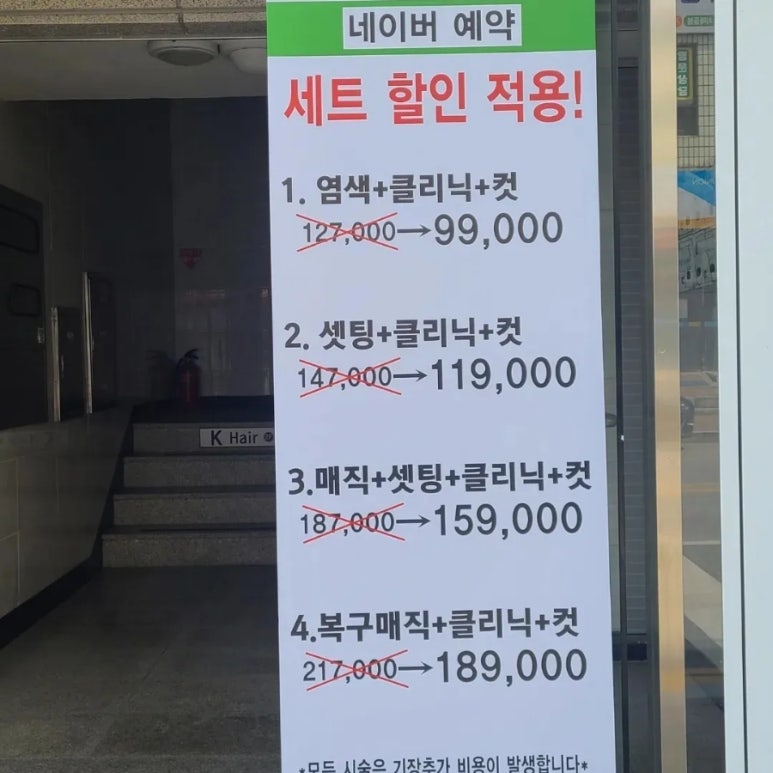 네이버 예약
세트 할인 적용!
1. 염색+클리닉+컷
127,000→99,000
2. 셋팅+클리닉+컷
147,000→119,000
3.매직+셋팅+클리닉+컷
187,000→159,000
4.복구매직+클리닉+컷
217,000→189,000
*모든 시술은 기장추가 비용이 발생합니다*
K Hair